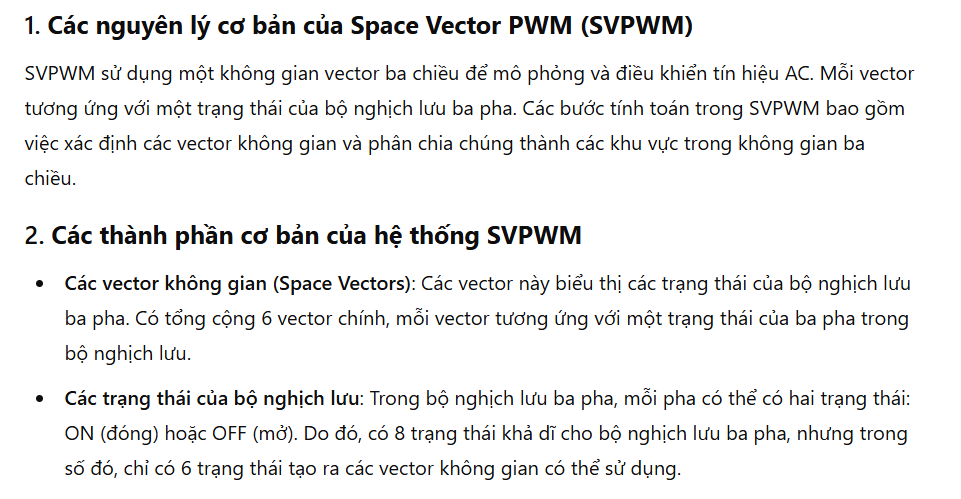 1. Các nguyên lý cơ bản của Space Vector PWM (SVPWM)
SVPWM sử dụng một không gian vector ba chiều để mô phỏng và điều khiển tín hiệu AC. Mỗi vector
tương ứng với một trạng thái của bộ nghịch lưu ba pha. Các bước tính toán trong SVPWM bao gồm
việc xác định các vector không gian và phân chia chúng thành các khu vực trong không gian ba
chiều.
2. Các thành phần cơ bản của hệ thống SVPWM
• Các vector không gian (Space Vectors): Các vector này biểu thị các trạng thái của bộ nghịch lưu
ba pha. Có tổng cộng 6 vector chính, mỗi vector tương ứng với một trạng thái của ba pha trong
bộ nghịch lưu.
• Các trạng thái của bộ nghịch lưu: Trong bộ nghịch lưu ba pha, mỗi pha có thể có hai trạng thái:
ON (đóng) hoặc OFF (mở). Do đó, có 8 trạng thái khả dĩ cho bộ nghịch lưu ba pha, nhưng trong
số đó, chỉ có 6 trạng thái tạo ra các vector không gian có thể sử dụng.